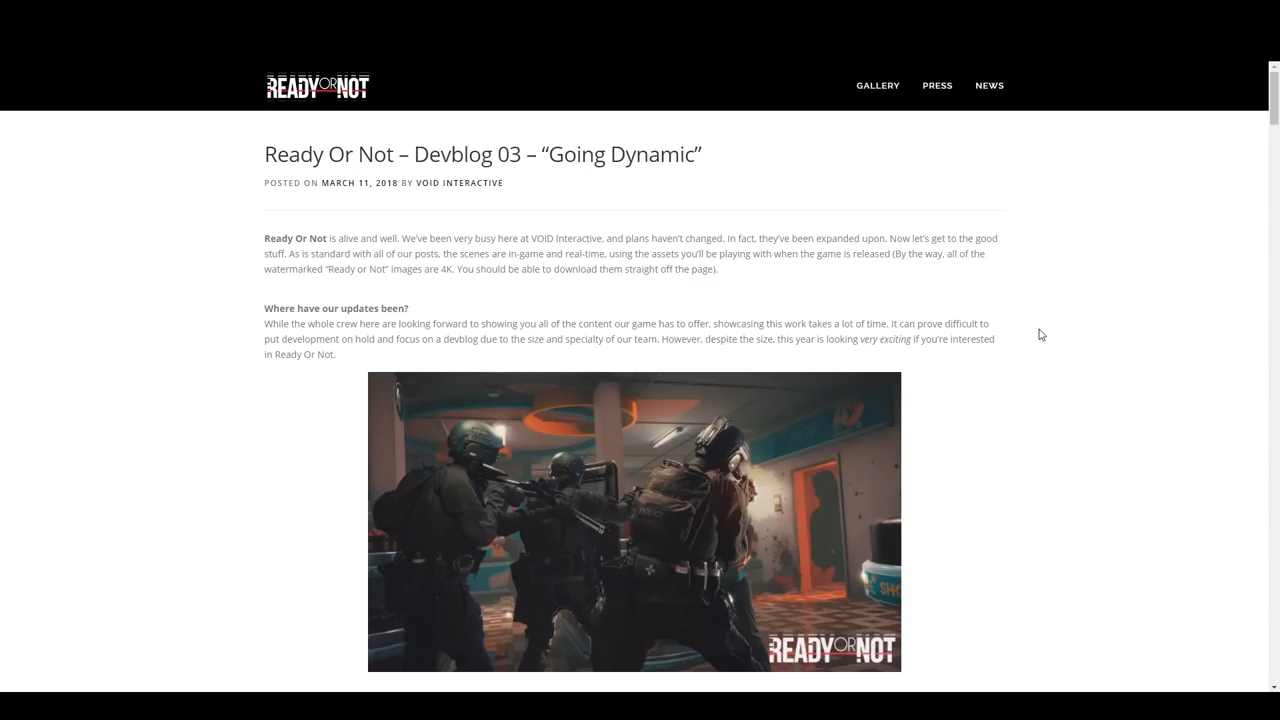 READY OR NOT
GALLERY PRESS NEWS
Ready Or Not – Devblog 03 – “Going Dynamic”
POSTED ON MARCH 11, 2018 BY VOID INTERACTIVE
Ready Or Not is alive and well. We’ve been very busy here at VOID Interactive, and plans haven’t changed. In fact, they’ve been expanded upon. Now let’s get to the good
stuff. As is standard with all of our posts, the scenes are in-game and real-time, using the assets you’ll be playing with when the game is released (By the way, all of the
watermarked “Ready or Not” images are 4K. You should be able to download them straight off the page).
Where have our updates been?
While the whole crew here are looking forward to showing you all of the content our game has to offer, showcasing this work takes a lot of time. It can prove difficult to
put development on hold and focus on a devblog due to the size and specialty of our team. However, despite the size, this year is looking very exciting if you’re interested
in Ready Or Not.
POLICE
READY OR NOT